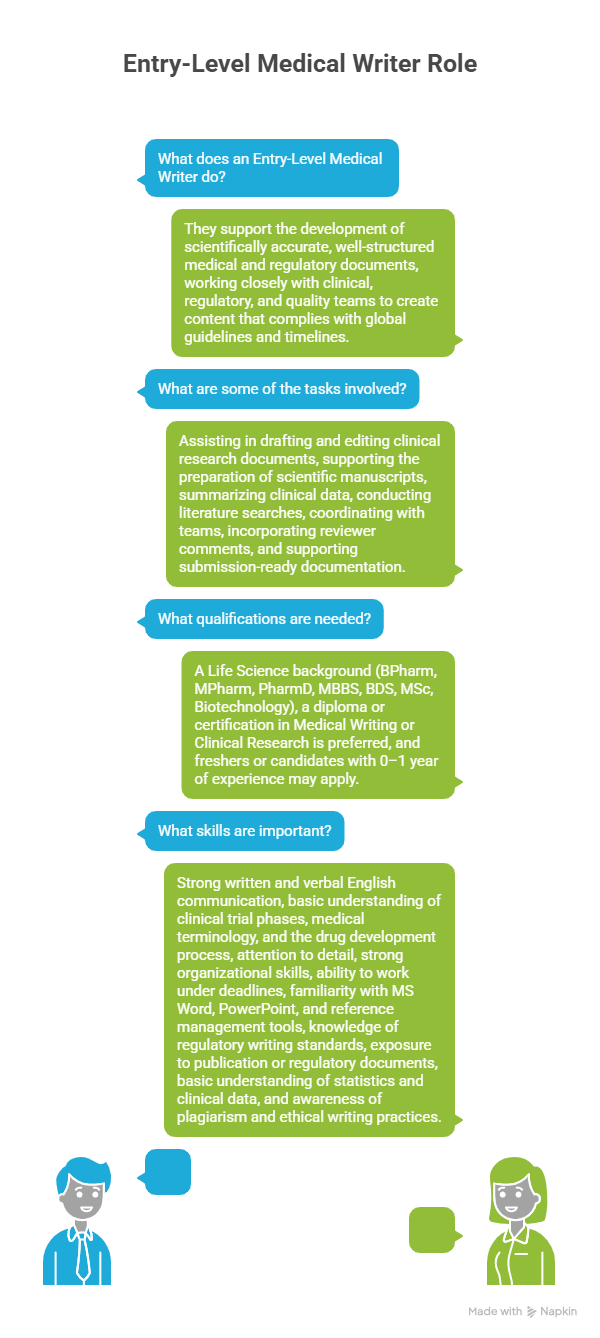 Entry-Level Medical Writer Role
What does an Entry-Level Medical
Writer do?
They support the development of
scientifically accurate, well-structured
medical and regulatory documents,
working closely with clinical,
regulatory, and quality teams to create
content that complies with global
guidelines and timelines.
What are some of the tasks involved?
Assisting in drafting and editing clinical
research documents, supporting the
preparation of scientific manuscripts,
summarizing clinical data, conducting
literature searches, coordinating with
teams, incorporating reviewer
comments, and supporting
submission-ready documentation.
What qualifications are needed?
A Life Science background (BPharm,
MPharm, PharmD, MBBS, BDS, MSc,
Biotechnology), a diploma or
certification in Medical Writing or
Clinical Research is preferred, and
freshers or candidates with 0–1 year
of experience may apply.
What skills are important?
Strong written and verbal English
communication, basic understanding of
clinical trial phases, medical
terminology, and the drug development
process, attention to detail, strong
organizational skills, ability to work
under deadlines, familiarity with MS
Word, PowerPoint, and reference
management tools, knowledge of
regulatory writing standards, exposure
to publication or regulatory documents,
basic understanding of statistics and
clinical data, and awareness of
plagiarism and ethical writing practices.
Made with Napkin